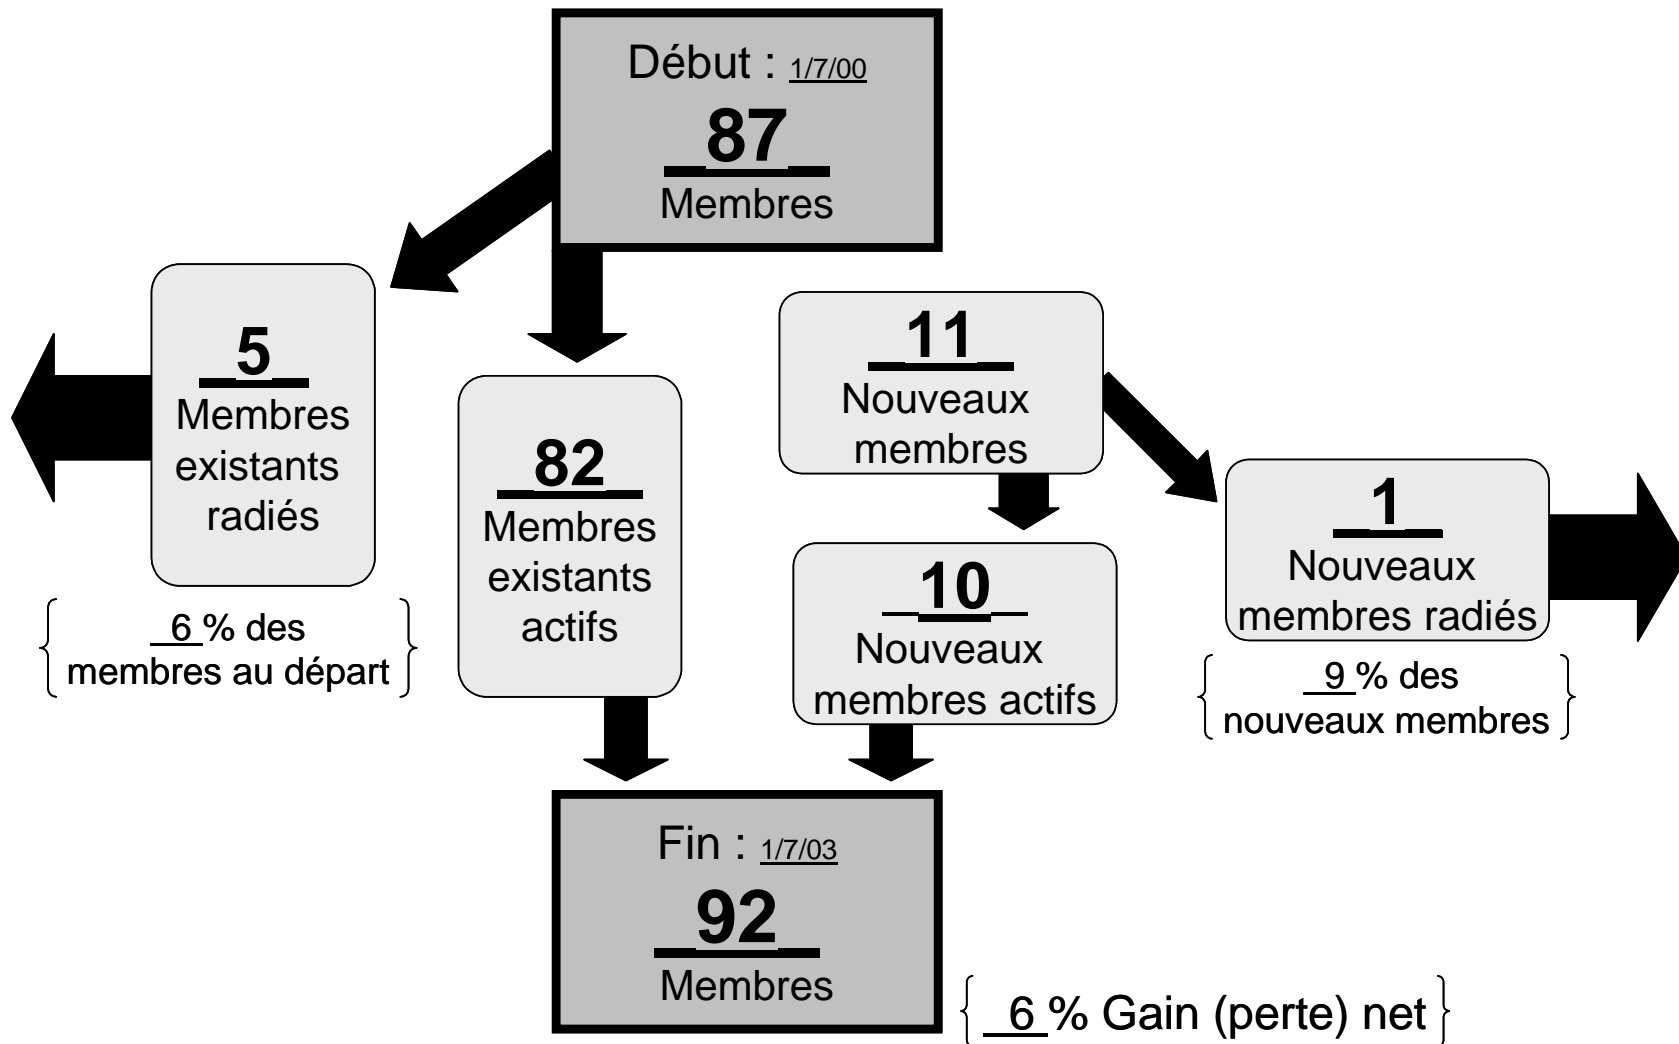 Début : 1/7/00
87
Membres
5
Membres
existants
radiés
6 % des
membres au départ
82
Membres
existants
actifs
11
Nouveaux
membres
10
Nouveaux
membres actifs
1
Nouveaux
membres radiés
9 % des
nouveaux membres
Fin : 1/7/03
92
Membres
6 % Gain (perte) net